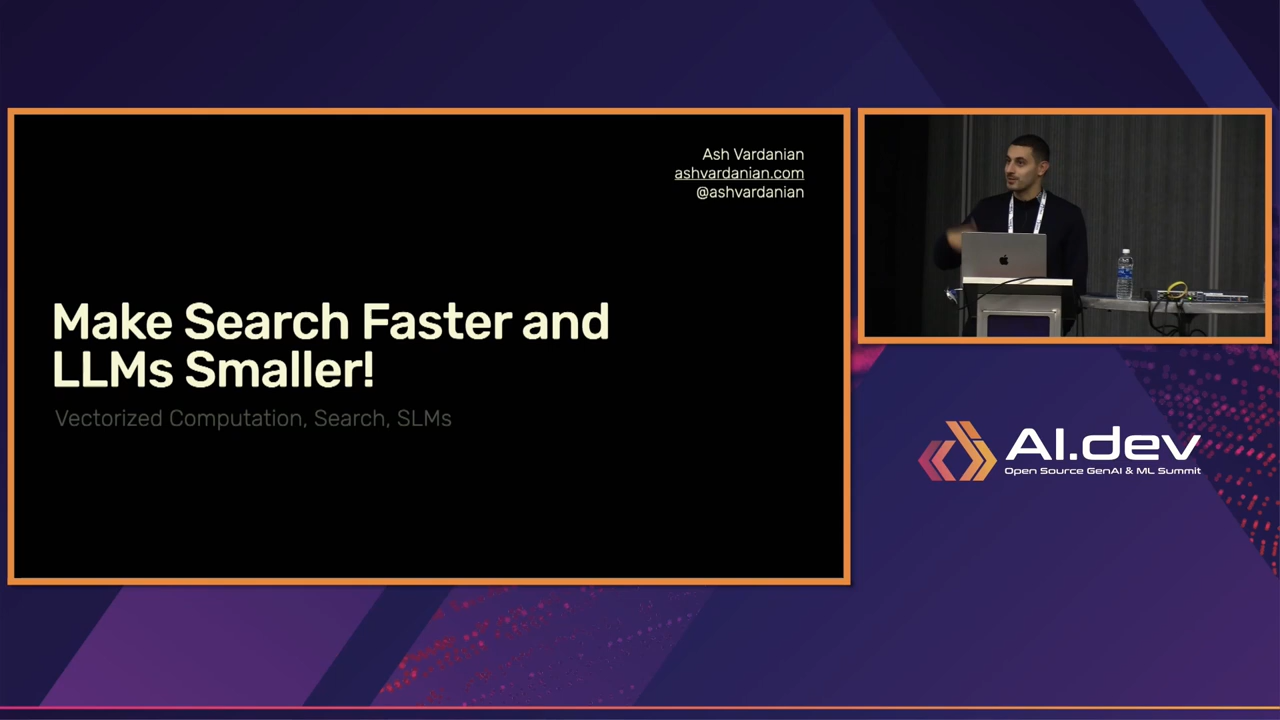 Ash Vardanian
ashvardanian.com
@ashvardanian
Make Search Faster and
LLMs Smaller!
Vectorized Computation, Search, SLMs
AI.dev
Open Source GenAI & ML Summit